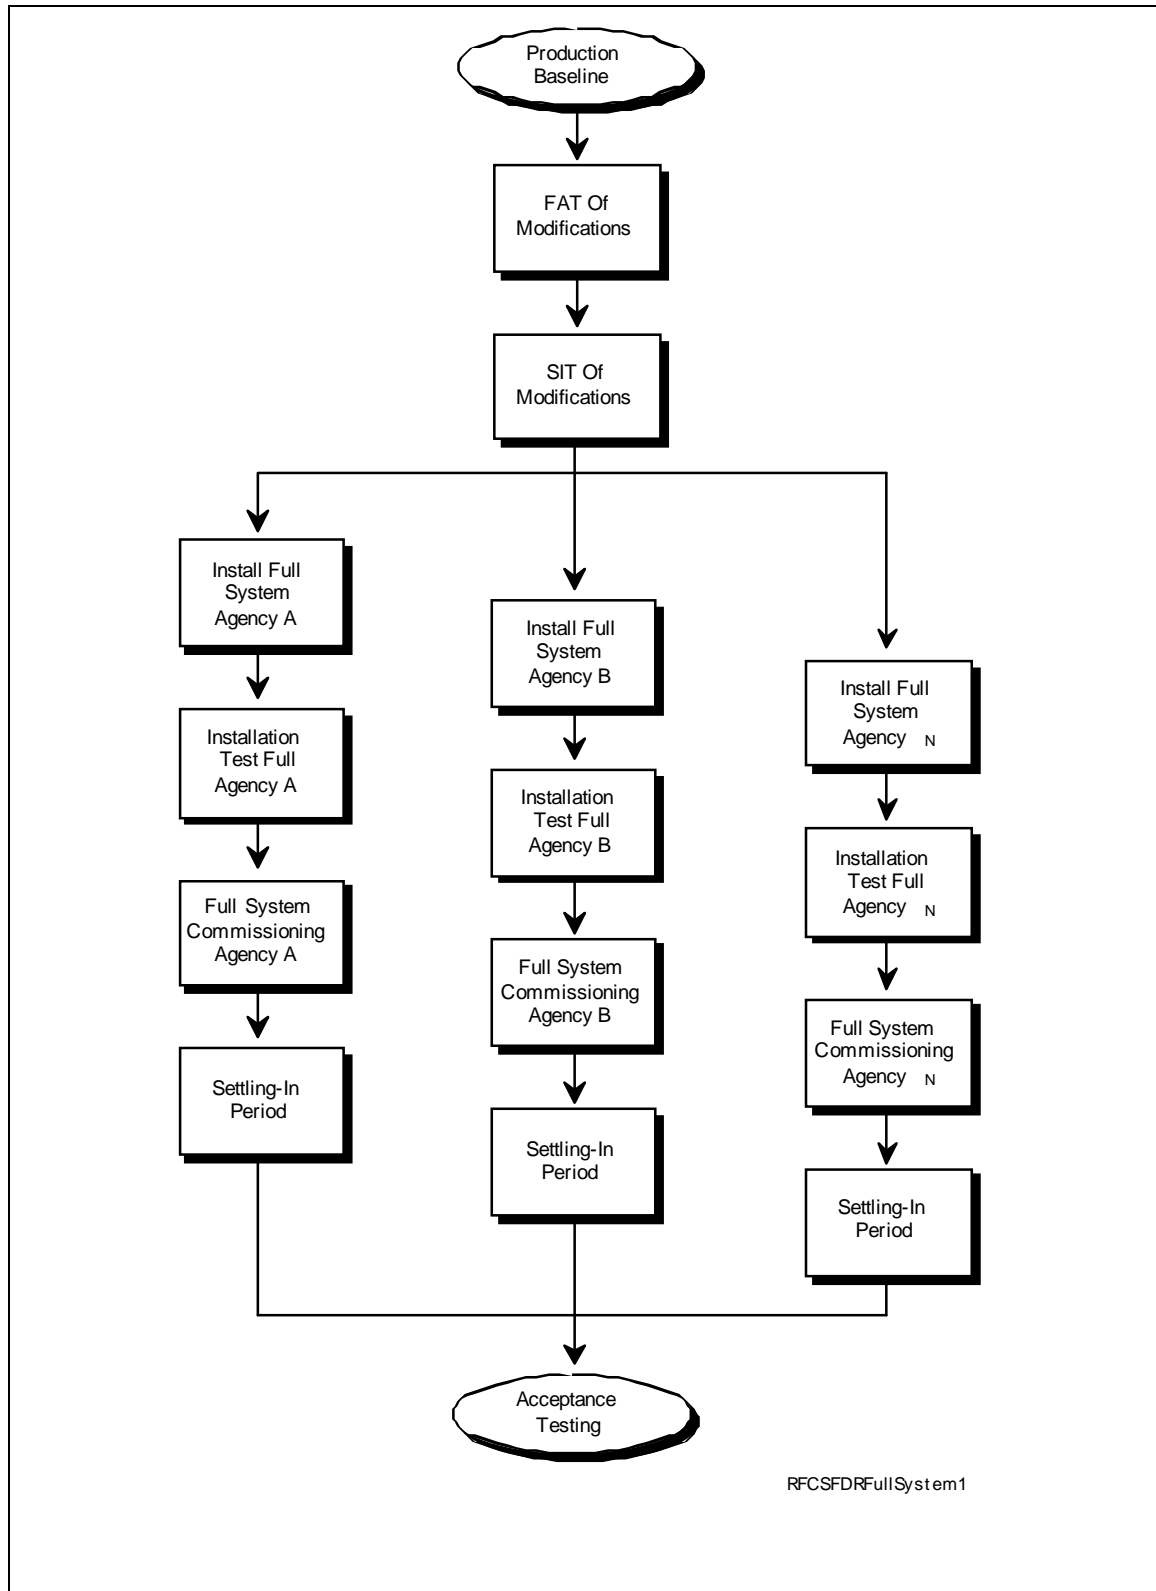 Production
Baseline
FAT Of
Modifications
SIT Of
Modifications
Install Full
System
Agency A
Installation
Test Full
Agency A
Full System
Commissioning
Agency A
Settling-In
Period
Install Full
System
Agency B
Installation
Test Full
Agency B
Full System
Commissioning
Agency B
Settling-In
Period
Install Full
System
Agency N
Installation
Test Full
Agency N
Full System
Commissioning
Agency N
Settling-In
Period
Acceptance
Testing
RFCSFDRFullSystem1